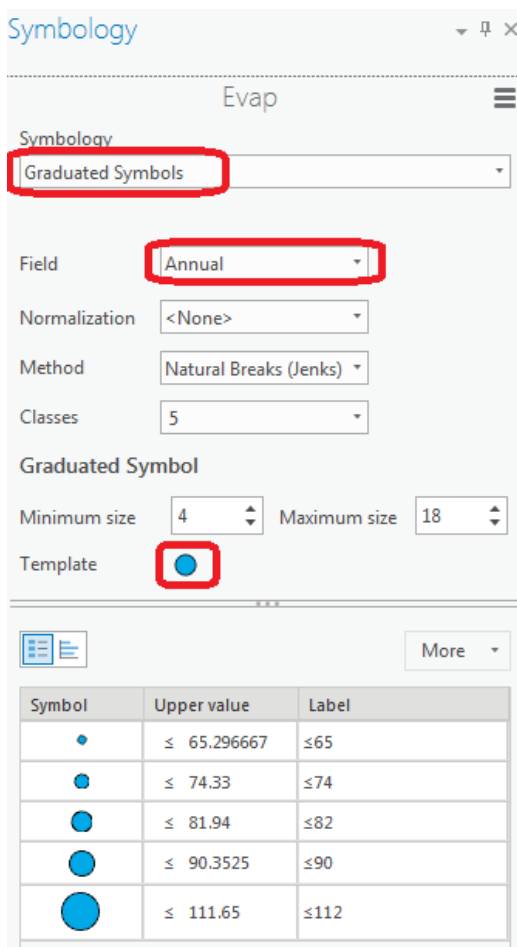 Symbology
Evap
Symbology
Graduated Symbols
Field Annual
Normalization <None>
Method Natural Breaks (Jenks)
Classes 5
Graduated Symbol
Minimum size 4 Maximum size 18
Template
More
Symbol Upper value Label
≤ 65.296667 ≤65
≤ 74.33 ≤74
≤ 81.94 ≤82
≤ 90.3525 ≤90
≤ 111.65 ≤112